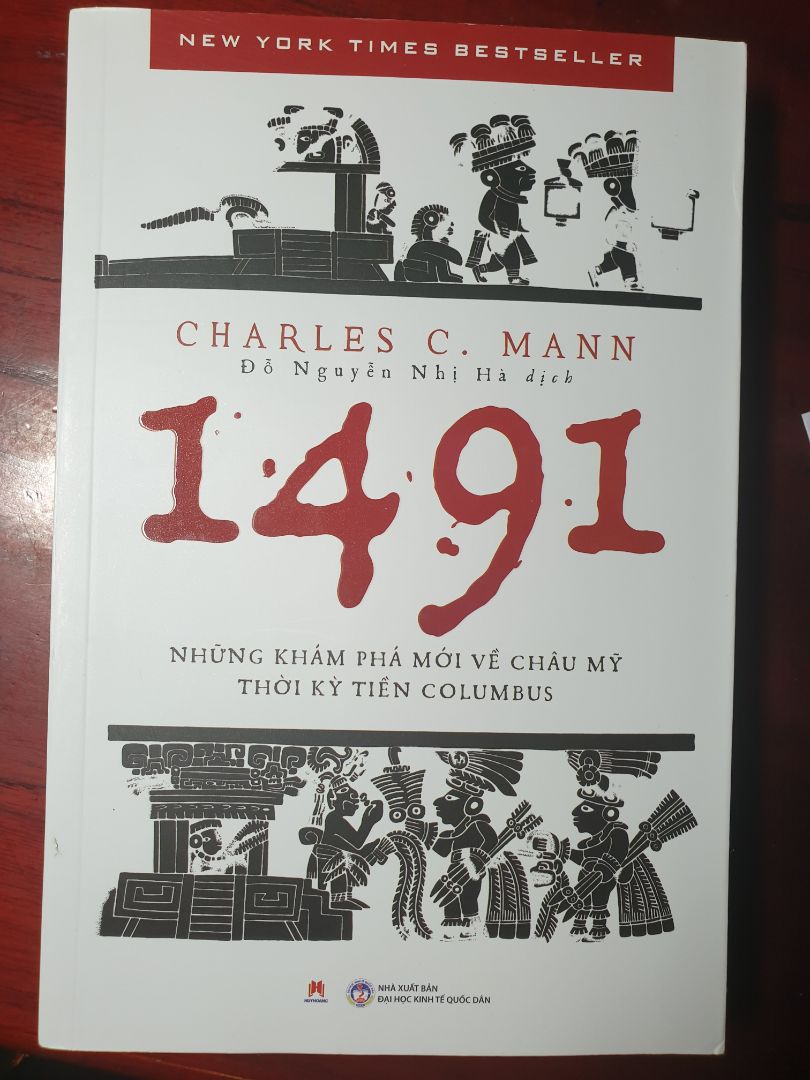 NEW YORK TIMES BESTSELLER
CHARLES C. MANN
Đỗ Nguyễn Nhị Hà dịch
1491
NHỮNG KHÁM PHÁ MỚI VỀ CHÂU MỸ
THỜI KỲ TIỀN COLUMBUS
HUYHOANG
NHÀ XUẤT BẢN
ĐẠI HỌC KINH TẾ QUỐC DÂN